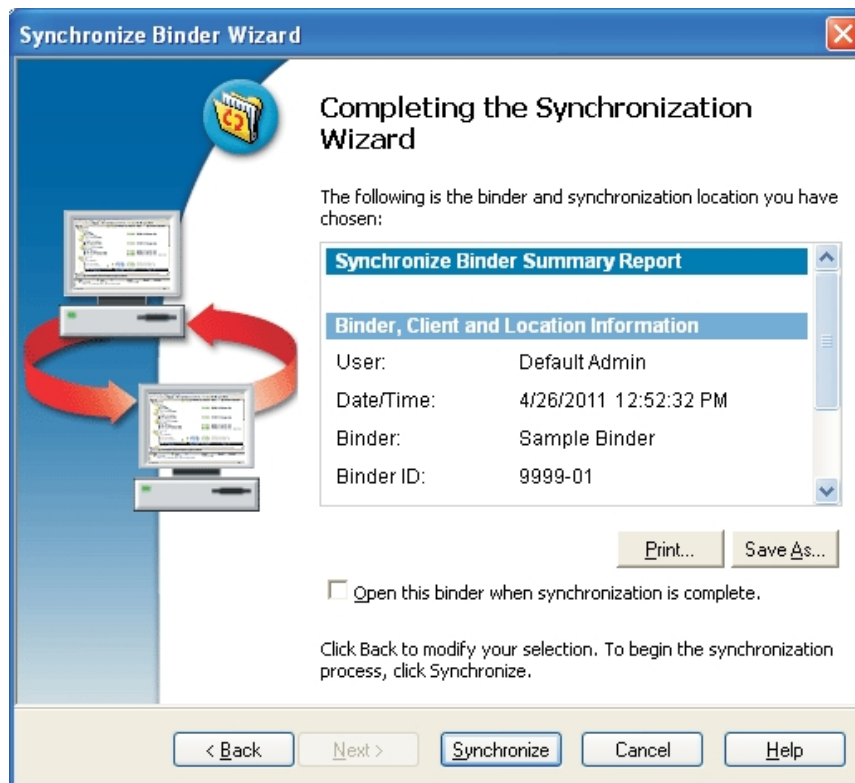 Synchronize Binder Wizard
Completing the Synchronization
Wizard
The following is the binder and synchronization location you have
chosen:
Synchronize Binder Summary Report
Binder, Client and Location Information
User: Default Admin
Date/Time: 4/26/2011 12:52:32 PM
Binder: Sample Binder
Binder ID: 9999-01
Print... Save As...
Open this binder when synchronization is complete.
Click Back to modify your selection. To begin the synchronization
process, click Synchronize.
< Back Next > Synchronize Cancel Help